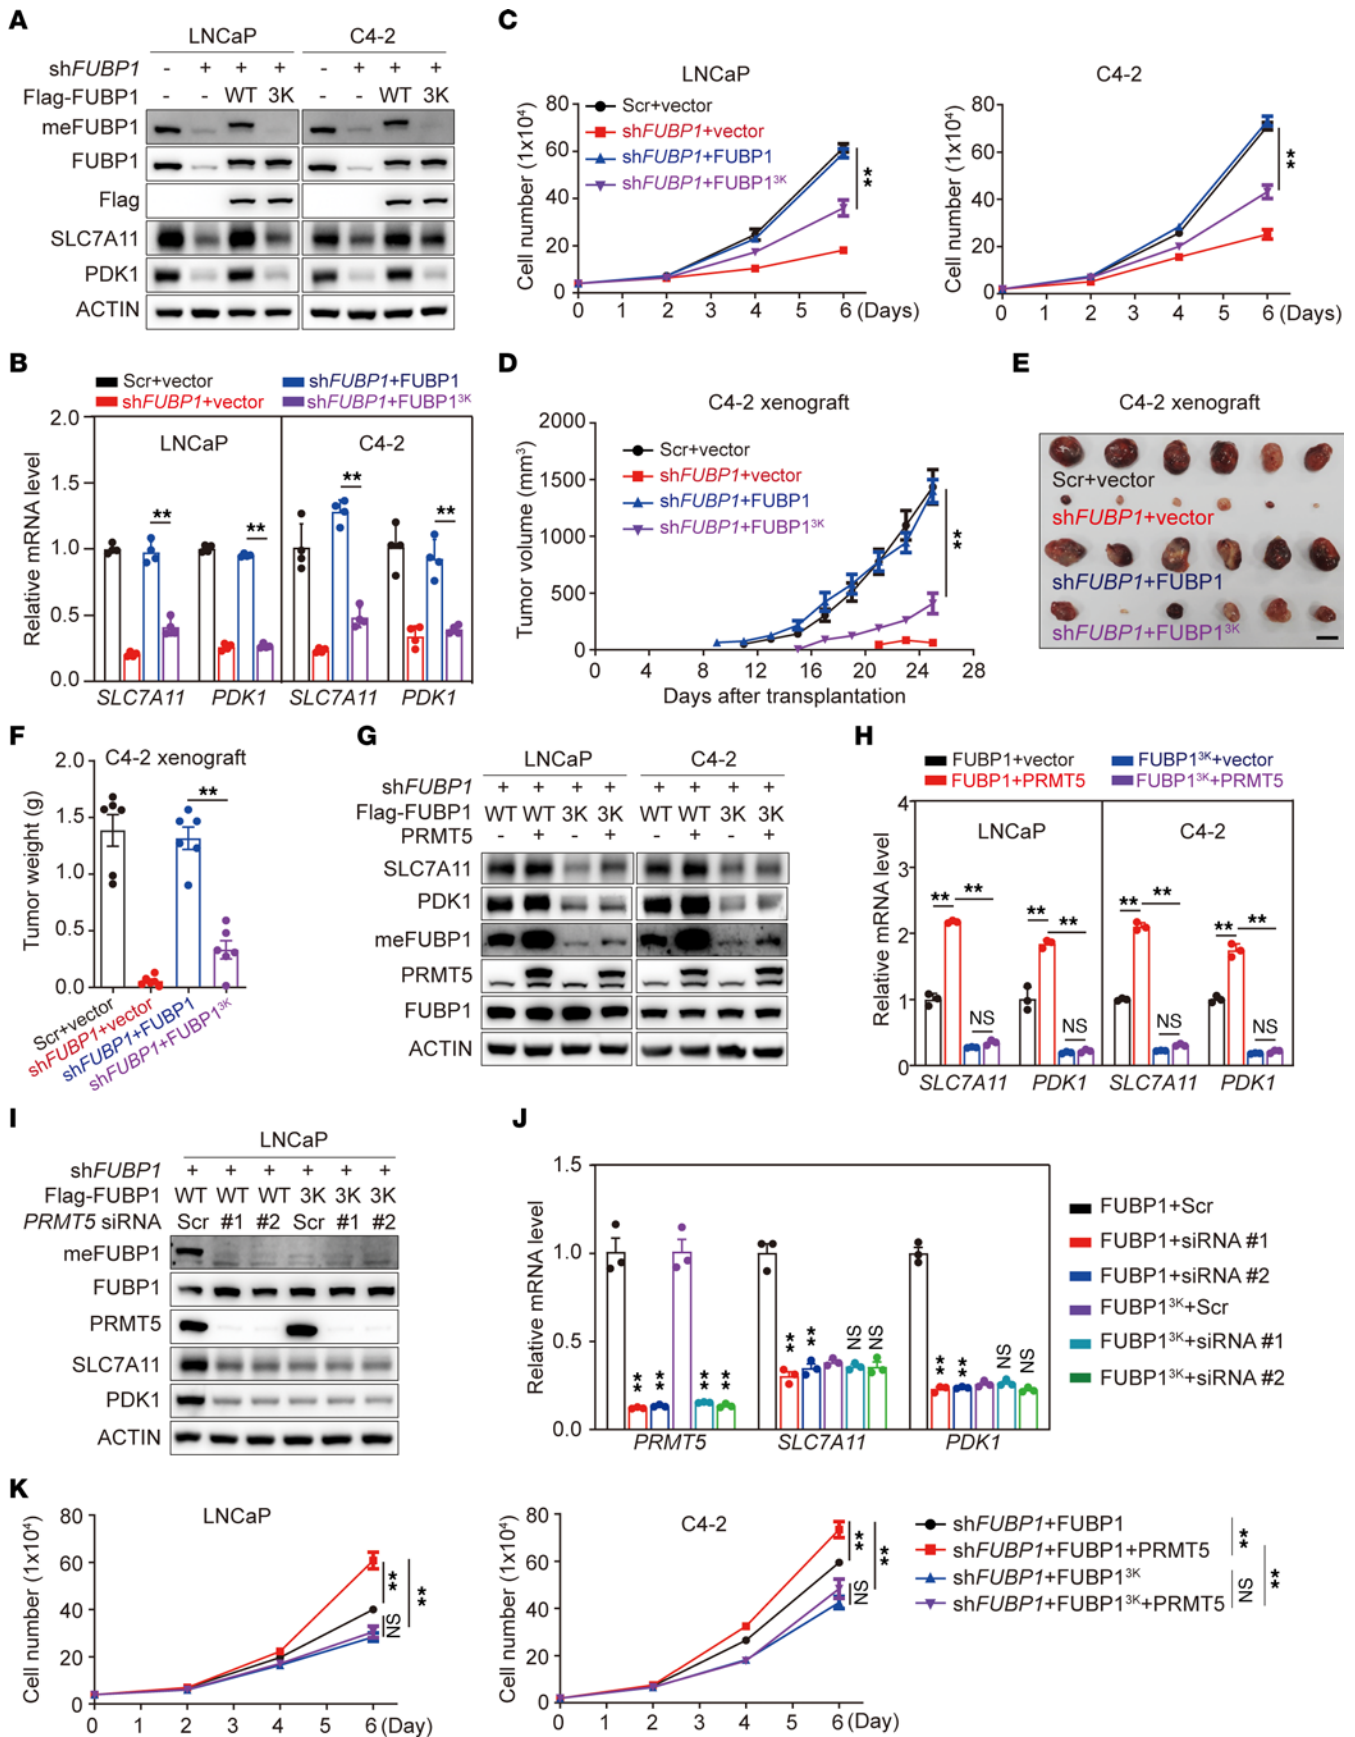 A
LNCaP C4-2
shFUBP1 - + + + - + + +
Flag-FUBP1 - - WT 3K - - WT 3K
meFUBP1
FUBP1
Flag
SLC7A11
PDK1
ACTIN
B
Scr+vector shFUBP1+FUBP1
shFUBP1+vector shFUBP1+FUBP1³ᴷ
Relative mRNA level
2.0
1.5
1.0
0.5
0.0
LNCaP C4-2
** ** ** **
SLC7A11 PDK1 SLC7A11 PDK1
C
LNCaP
Cell number (1x10⁴)
80
60
40
20
0
Scr+vector
shFUBP1+vector
shFUBP1+FUBP1
shFUBP1+FUBP1³ᴷ
**
0 1 2 3 4 5 6 (Days)
C4-2
Cell number (1x10⁴)
80
60
40
20
0
**
0 1 2 3 4 5 6 (Days)
D
C4-2 xenograft
Tumor volume (mm³)
2000
1500
1000
500
0
Scr+vector
shFUBP1+vector
shFUBP1+FUBP1
shFUBP1+FUBP1³ᴷ
**
0 4 8 12 16 20 24 28
Days after transplantation
E
C4-2 xenograft
Scr+vector
shFUBP1+vector
shFUBP1+FUBP1
shFUBP1+FUBP1³ᴷ
F
C4-2 xenograft
Tumor weight (g)
2.0
1.5
1.0
0.5
0.0
**
Scr+vector
shFUBP1+vector
shFUBP1+FUBP1
shFUBP1+FUBP1³ᴷ
G
LNCaP C4-2
shFUBP1 + + + + + + + +
Flag-FUBP1 WT WT 3K 3K WT WT 3K 3K
PRMT5 - + - + - + - +
SLC7A11
PDK1
meFUBP1
PRMT5
FUBP1
ACTIN
H
FUBP1+vector FUBP1³ᴷ+vector
FUBP1+PRMT5 FUBP1³ᴷ+PRMT5
Relative mRNA level
4
3
2
1
0
LNCaP C4-2
** ** ** ** ** ** ** **
NS NS NS NS
SLC7A11 PDK1 SLC7A11 PDK1
I
LNCaP
shFUBP1 + + + + + +
Flag-FUBP1 WT WT WT 3K 3K 3K
PRMT5 siRNA Scr #1 #2 Scr #1 #2
meFUBP1
FUBP1
PRMT5
SLC7A11
PDK1
ACTIN
J
Relative mRNA level
1.5
1.0
0.5
0.0
** ** ** ** ** ** NS NS ** ** NS NS
PRMT5 SLC7A11 PDK1
FUBP1+Scr
FUBP1+siRNA #1
FUBP1+siRNA #2
FUBP1³ᴷ+Scr
FUBP1³ᴷ+siRNA #1
FUBP1³ᴷ+siRNA #2
K
LNCaP
Cell number (1x10⁴)
80
60
40
20
0
** NS **
0 1 2 3 4 5 6 (Day)
C4-2
Cell number (1x10⁴)
80
60
40
20
0
** NS **
0 1 2 3 4 5 6 (Day)
shFUBP1+FUBP1
shFUBP1+FUBP1+PRMT5
shFUBP1+FUBP1³ᴷ
shFUBP1+FUBP1³ᴷ+PRMT5
** NS **